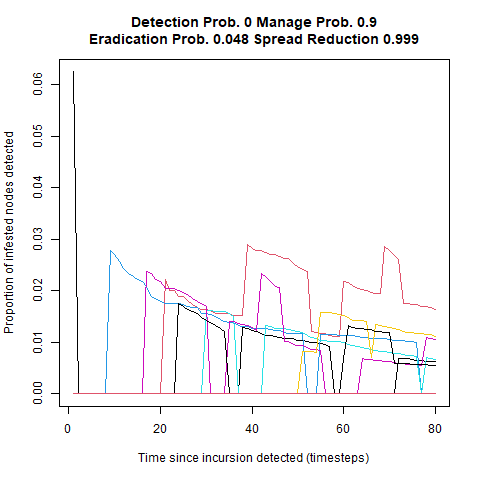 Detection Prob. 0 Manage Prob. 0.9
Eradication Prob. 0.048 Spread Reduction 0.999
Proportion of infested nodes detected
0.06
0.05
0.04
0.03
0.02
0.01
0.00
0 20 40 60 80
Time since incursion detected (timesteps)